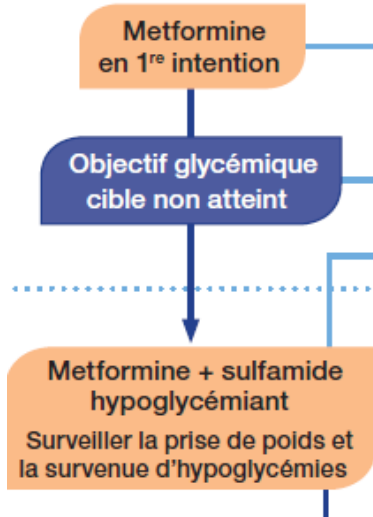 Metformine
en 1re intention
Objectif glycémique
cible non atteint
Metformine + sulfamide
hypoglycémiant
Surveiller la prise de poids et
la survenue d'hypoglycémies